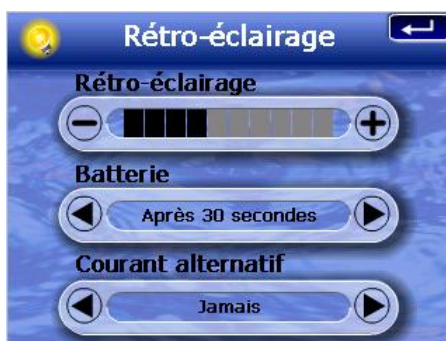 Rétro-éclairage
Rétro-éclairage
Batterie
Après 30 secondes
Courant alternatif
Jamais